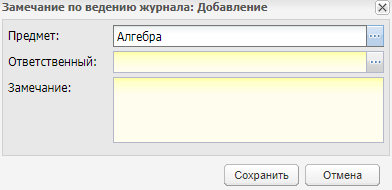 Замечание по ведению журнала: Добавление
Предмет: Алгебра ...
Ответственный: ...
Замечание:
Сохранить Отмена